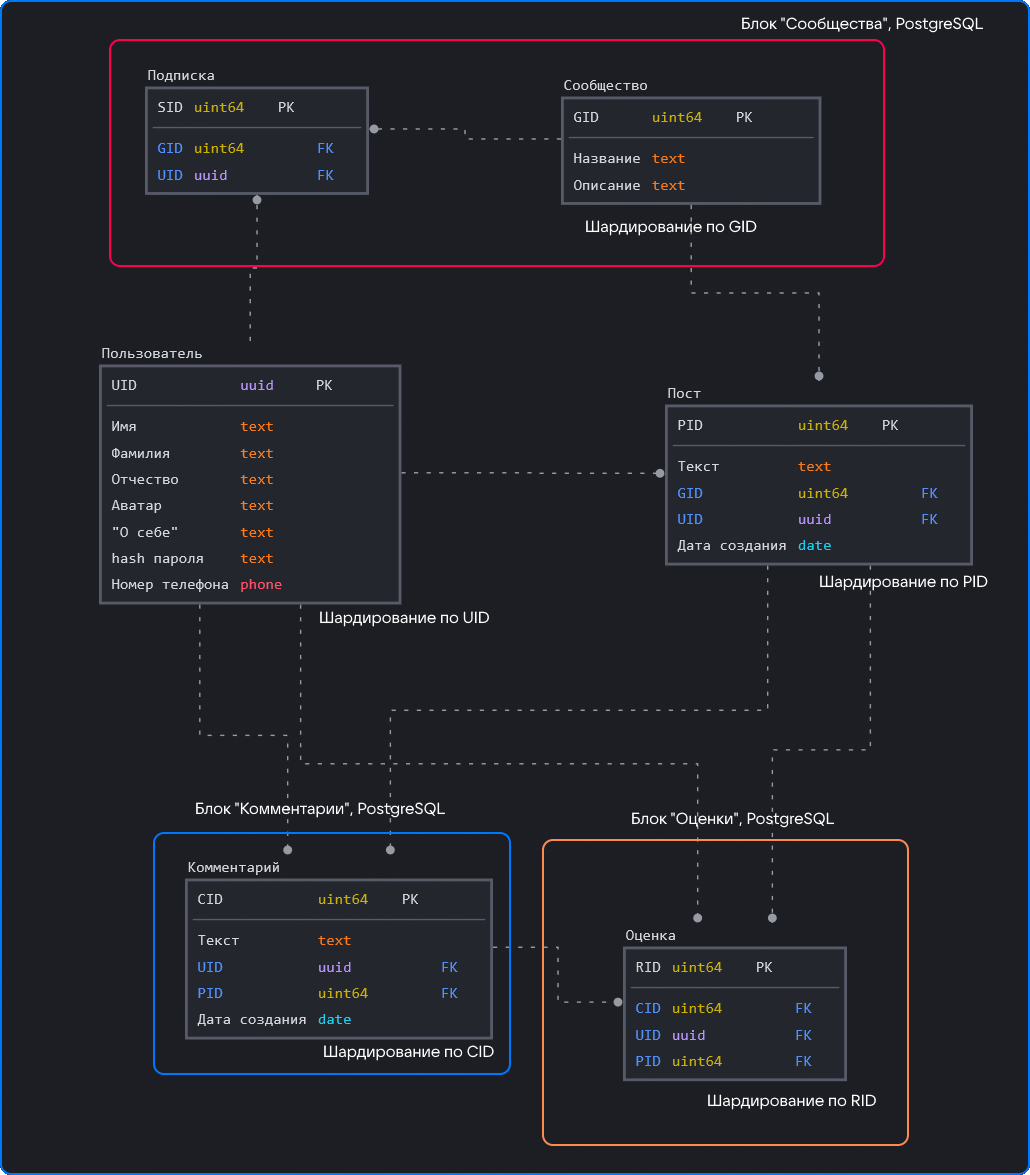 Блок "Сообщества", PostgreSQL
Подписка
SID uint64 PK
GID uint64 FK
UID uuid FK
Сообщество
GID uint64 PK
Название text
Описание text
Шардирование по GID
Пользователь
UID uuid PK
Имя text
Фамилия text
Отчество text
Аватар text
"О себе" text
hash пароля text
Номер телефона phone
Шардирование по UID
Пост
PID uint64 PK
Текст text
GID uint64 FK
UID uuid FK
Дата создания date
Шардирование по PID
Блок "Комментарии", PostgreSQL
Комментарий
CID uint64 PK
Текст text
UID uuid FK
PID uint64 FK
Дата создания date
Шардирование по CID
Блок "Оценки", PostgreSQL
Оценка
RID uint64 PK
CID uint64 FK
UID uuid FK
PID uint64 FK
Шардирование по RID